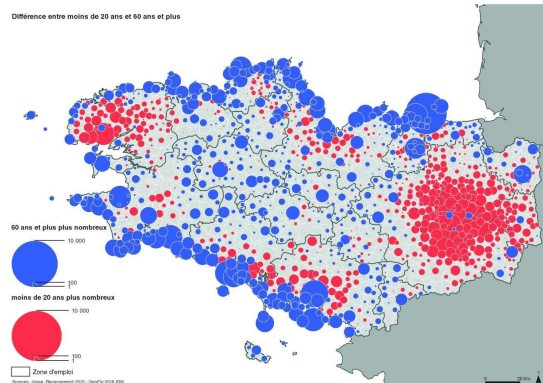 Différence entre moins de 20 ans et 60 ans et plus
60 ans et plus plus nombreux
10 000
100
1
moins de 20 ans plus nombreux
10 000
100
1
Zone d'emploi
Sources : Insee, Recensement 2015 - GeoFla 2016 IGN
0 20 Km